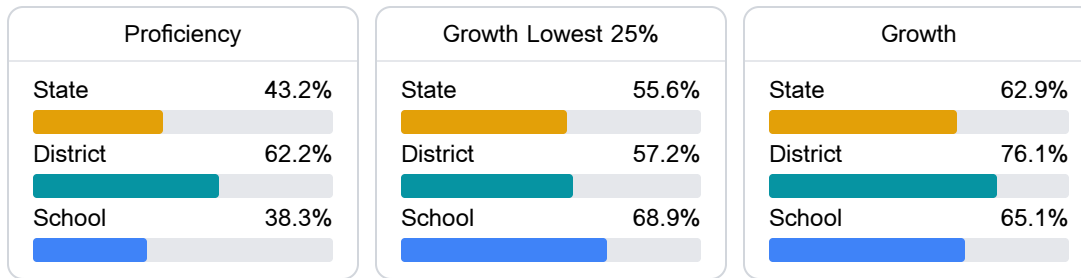 Proficiency
State 43.2%
District 62.2%
School 38.3%
Growth Lowest 25%
State 55.6%
District 57.2%
School 68.9%
Growth
State 62.9%
District 76.1%
School 65.1%